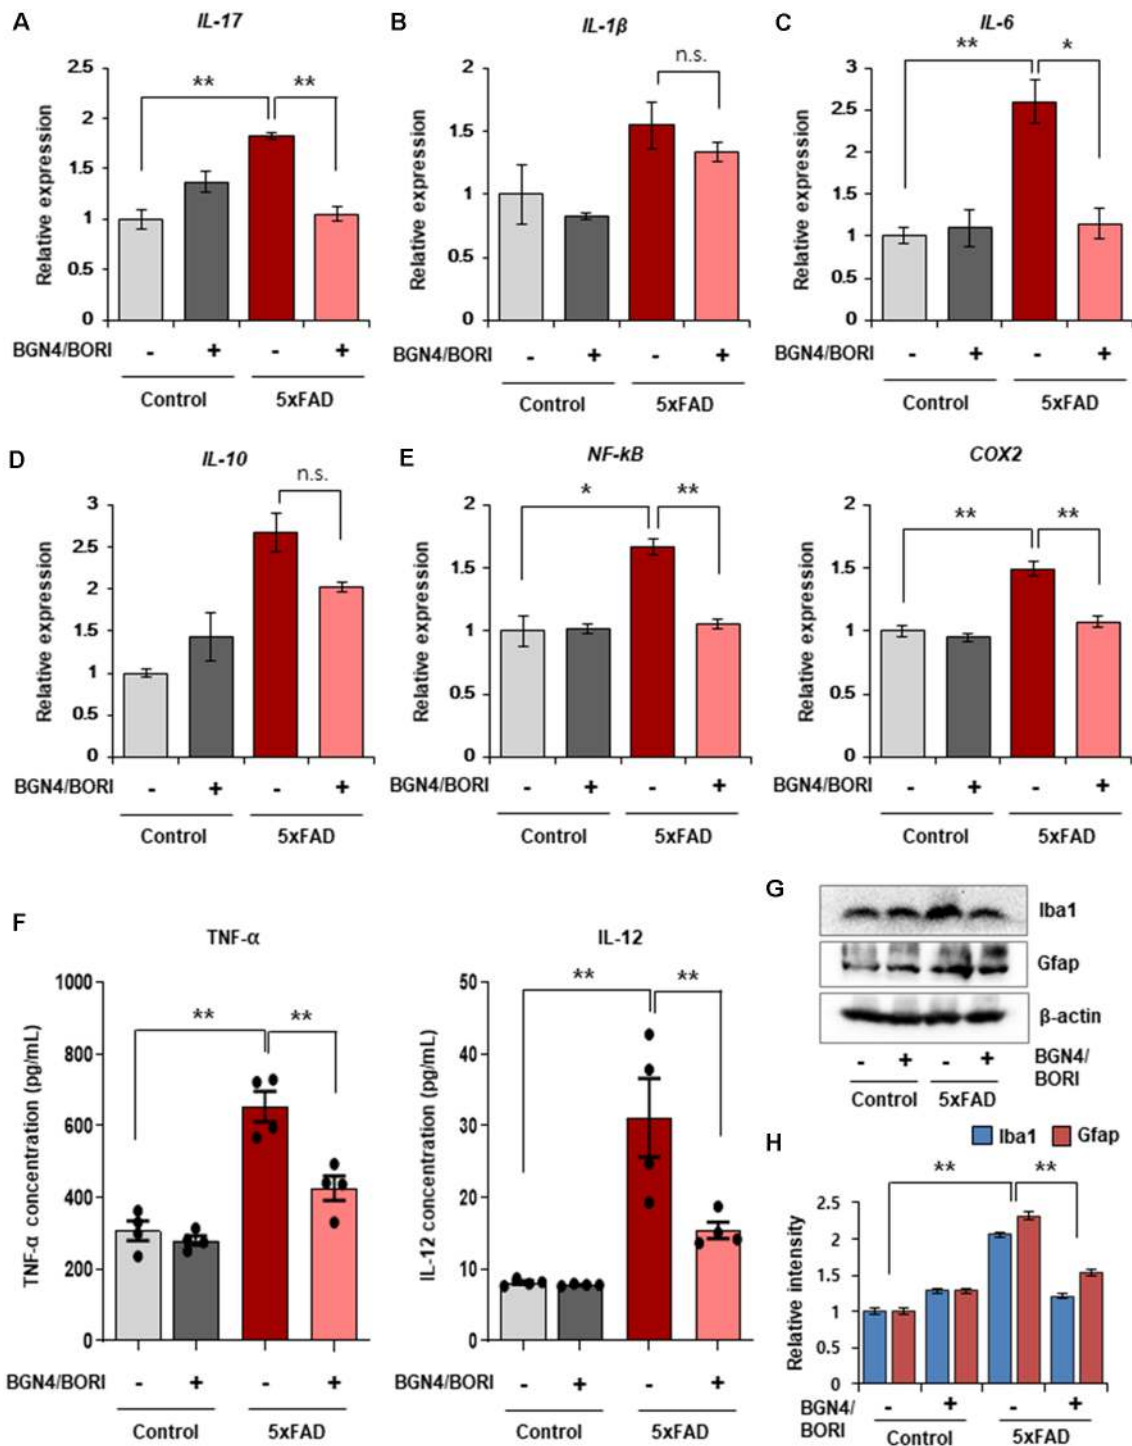 A
IL-17
Relative expression
2.5
2
1.5
1
0.5
0
** **
BGN4/BORI - + - +
Control 5xFAD
B
IL-1β
Relative expression
2
1.5
1
0.5
0
n.s.
BGN4/BORI - + - +
Control 5xFAD
C
IL-6
Relative expression
3
2.5
2
1.5
1
0.5
0
** *
BGN4/BORI - + - +
Control 5xFAD
D
IL-10
Relative expression
3
2.5
2
1.5
1
0.5
0
n.s.
BGN4/BORI - + - +
Control 5xFAD
E
NF-kB
Relative expression
2
1.5
1
0.5
0
* **
BGN4/BORI - + - +
Control 5xFAD
COX2
Relative expression
2
1.5
1
0.5
0
** **
BGN4/BORI - + - +
Control 5xFAD
F
TNF-α
TNF-α concentration (pg/mL)
1000
800
600
400
200
0
** **
BGN4/BORI - + - +
Control 5xFAD
IL-12
IL-12 concentration (pg/mL)
50
40
30
20
10
0
** **
BGN4/BORI - + - +
Control 5xFAD
G
Iba1
Gfap
β-actin
- + - + BGN4/
BORI
Control 5xFAD
H
Iba1 Gfap
Relative intensity
2.5
2
1.5
1
0.5
0
** **
BGN4/ - + - +
BORI
Control 5xFAD